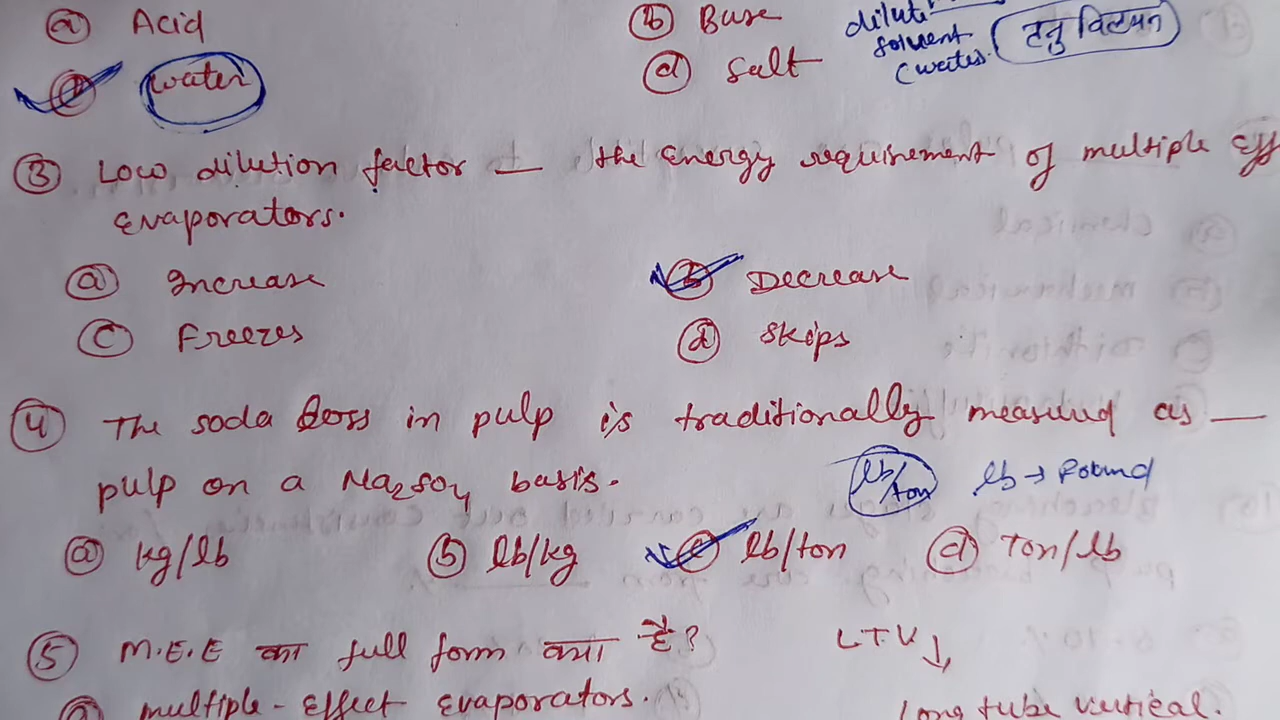 ⓐ Acid ⓑ Base dilute
solvent
(water. तनु विलयन
ⓒ water ⓓ Salt
③ Low dilution factor — the energy requirement of multiple eff
evaporators.
ⓐ Increase ⓑ Decrease
ⓒ Freezes ⓓ Skips
④ The soda loss in pulp is traditionally measured as —
pulp on a Na2SO4 basis. lb/ton lb → Pound
ⓐ kg/lb ⓑ lb/kg ⓒ lb/ton ⓓ Ton/lb
⑤ M.E.E का full form क्या है? L.T.V ↓,
ⓐ multiple-effect evaporators. Long tube vertical.